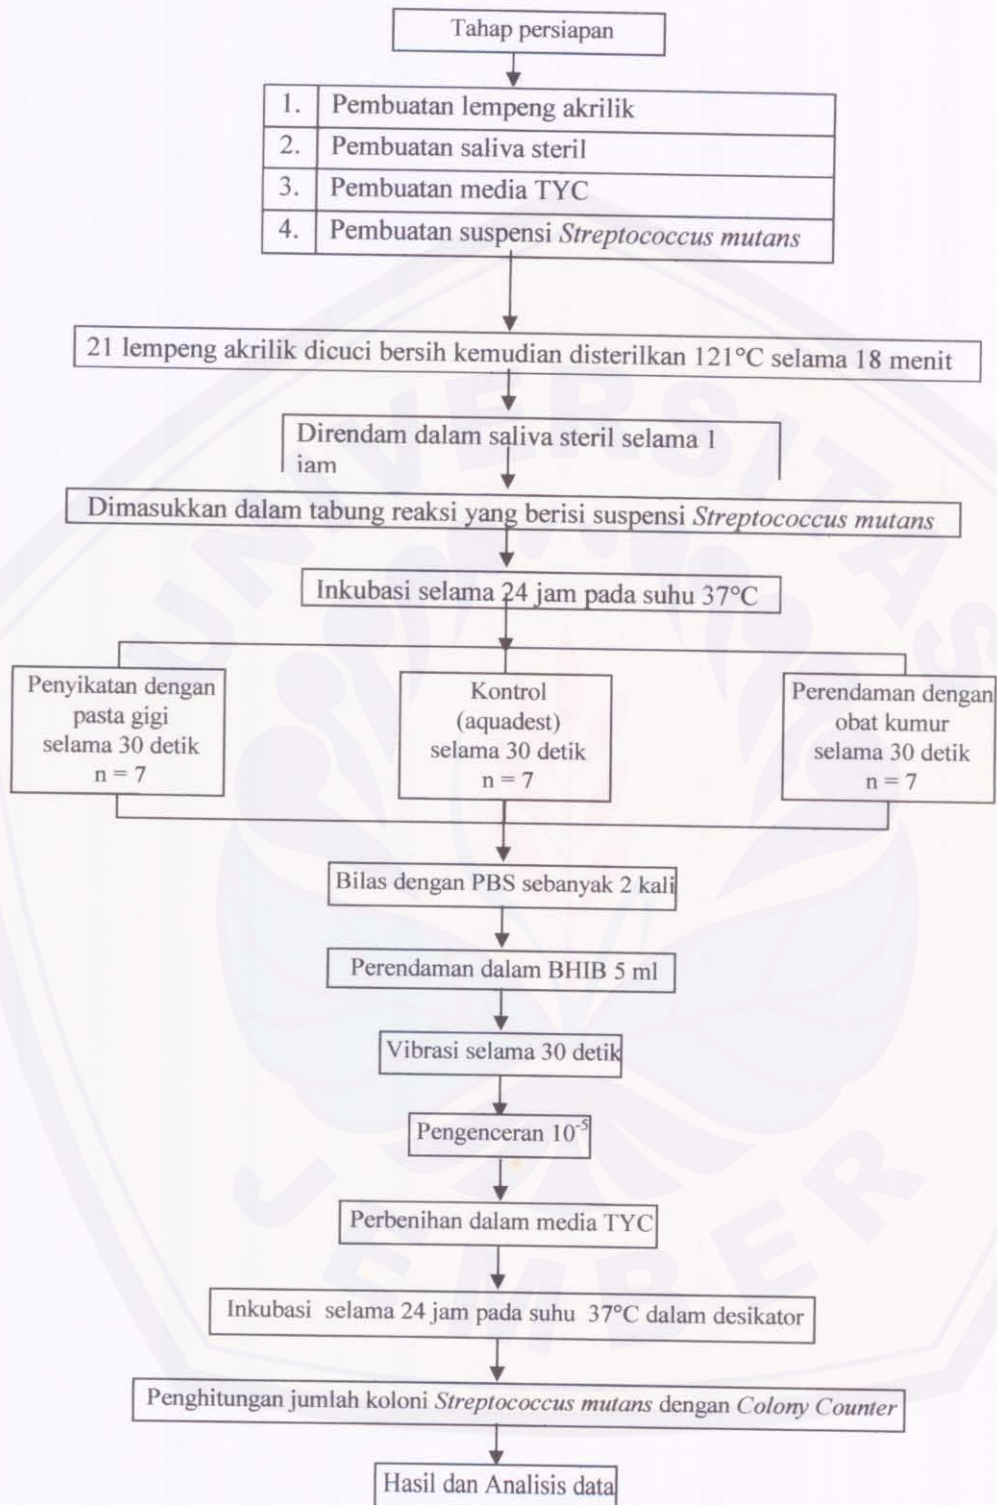 Tahap persiapan
1. Pembuatan lempeng akrilik
2. Pembuatan saliva steril
3. Pembuatan media TYC
4. Pembuatan suspensi Streptococcus mutans
21 lempeng akrilik dicuci bersih kemudian disterilkan 121°C selama 18 menit
Direndam dalam saliva steril selama 1
jam
Dimasukkan dalam tabung reaksi yang berisi suspensi Streptococcus mutans
Inkubasi selama 24 jam pada suhu 37°C
Penyikatan dengan
pasta gigi
selama 30 detik
n = 7
Kontrol
(aquadest)
selama 30 detik
n = 7
Perendaman dengan
obat kumur
selama 30 detik
n = 7
Bilas dengan PBS sebanyak 2 kali
Perendaman dalam BHIB 5 ml
Vibrasi selama 30 detik
Pengenceran 10⁻⁵
Perbenihan dalam media TYC
Inkubasi selama 24 jam pada suhu 37°C dalam desikator
Penghitungan jumlah koloni Streptococcus mutans dengan Colony Counter
Hasil dan Analisis data
UNIVERSITAS
JEMBER